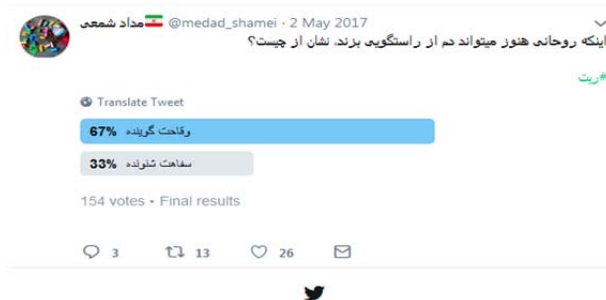 مداد شمعی @medad_shamei · 2 May 2017
اینکه روحانی هنوز میتواند دم از راستگویی بزند، نشان از چیست؟
#ریت
Translate Tweet
67% وقاحت گوینده
33% سفاهت شنونده
154 votes • Final results
3 13 26